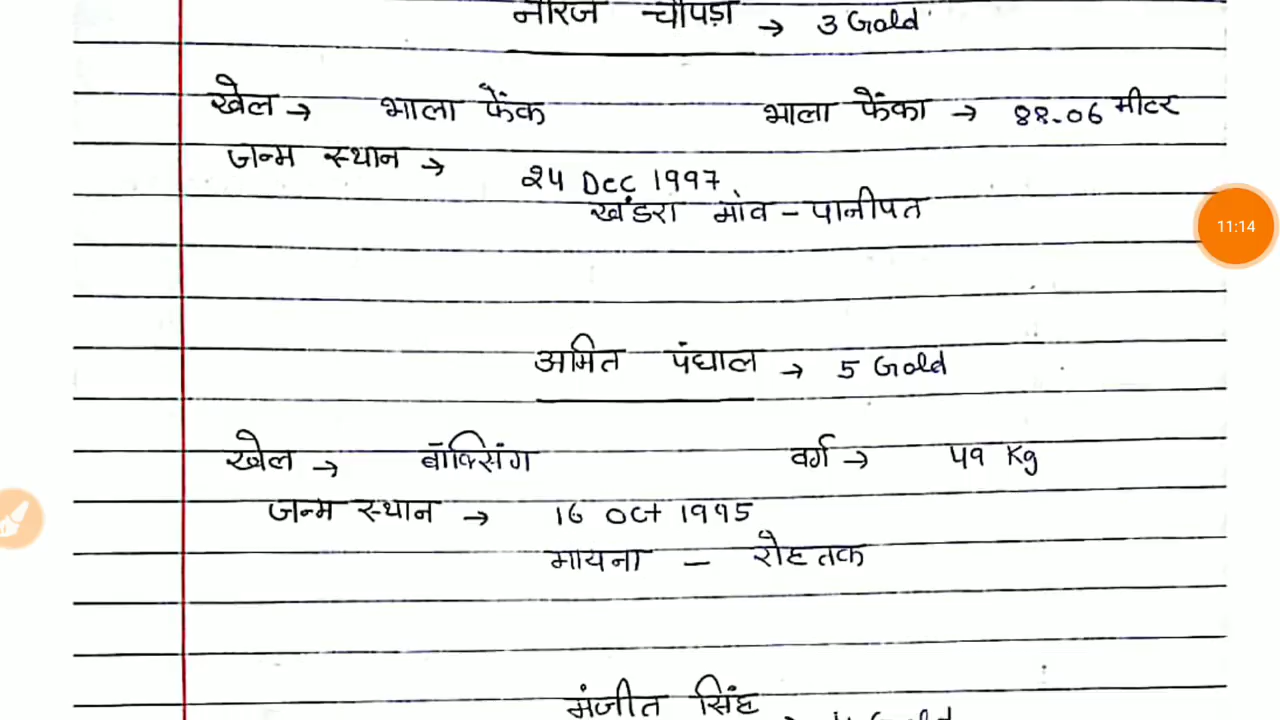 नीरज चौपड़ा → 3 Gold
खेल → भाला फेंक भाला फेंका → 88.06 मीटर
जन्म स्थान →
24 Dec 1997
खंडरा गांव - पानीपत
11:14
अमित पंघाल → 5 Gold
खेल → बॉक्सिंग वर्ग → 49 Kg
जन्म स्थान → 16 Oct 1995
मायना - रोहतक
मंजीत सिंह
Gold